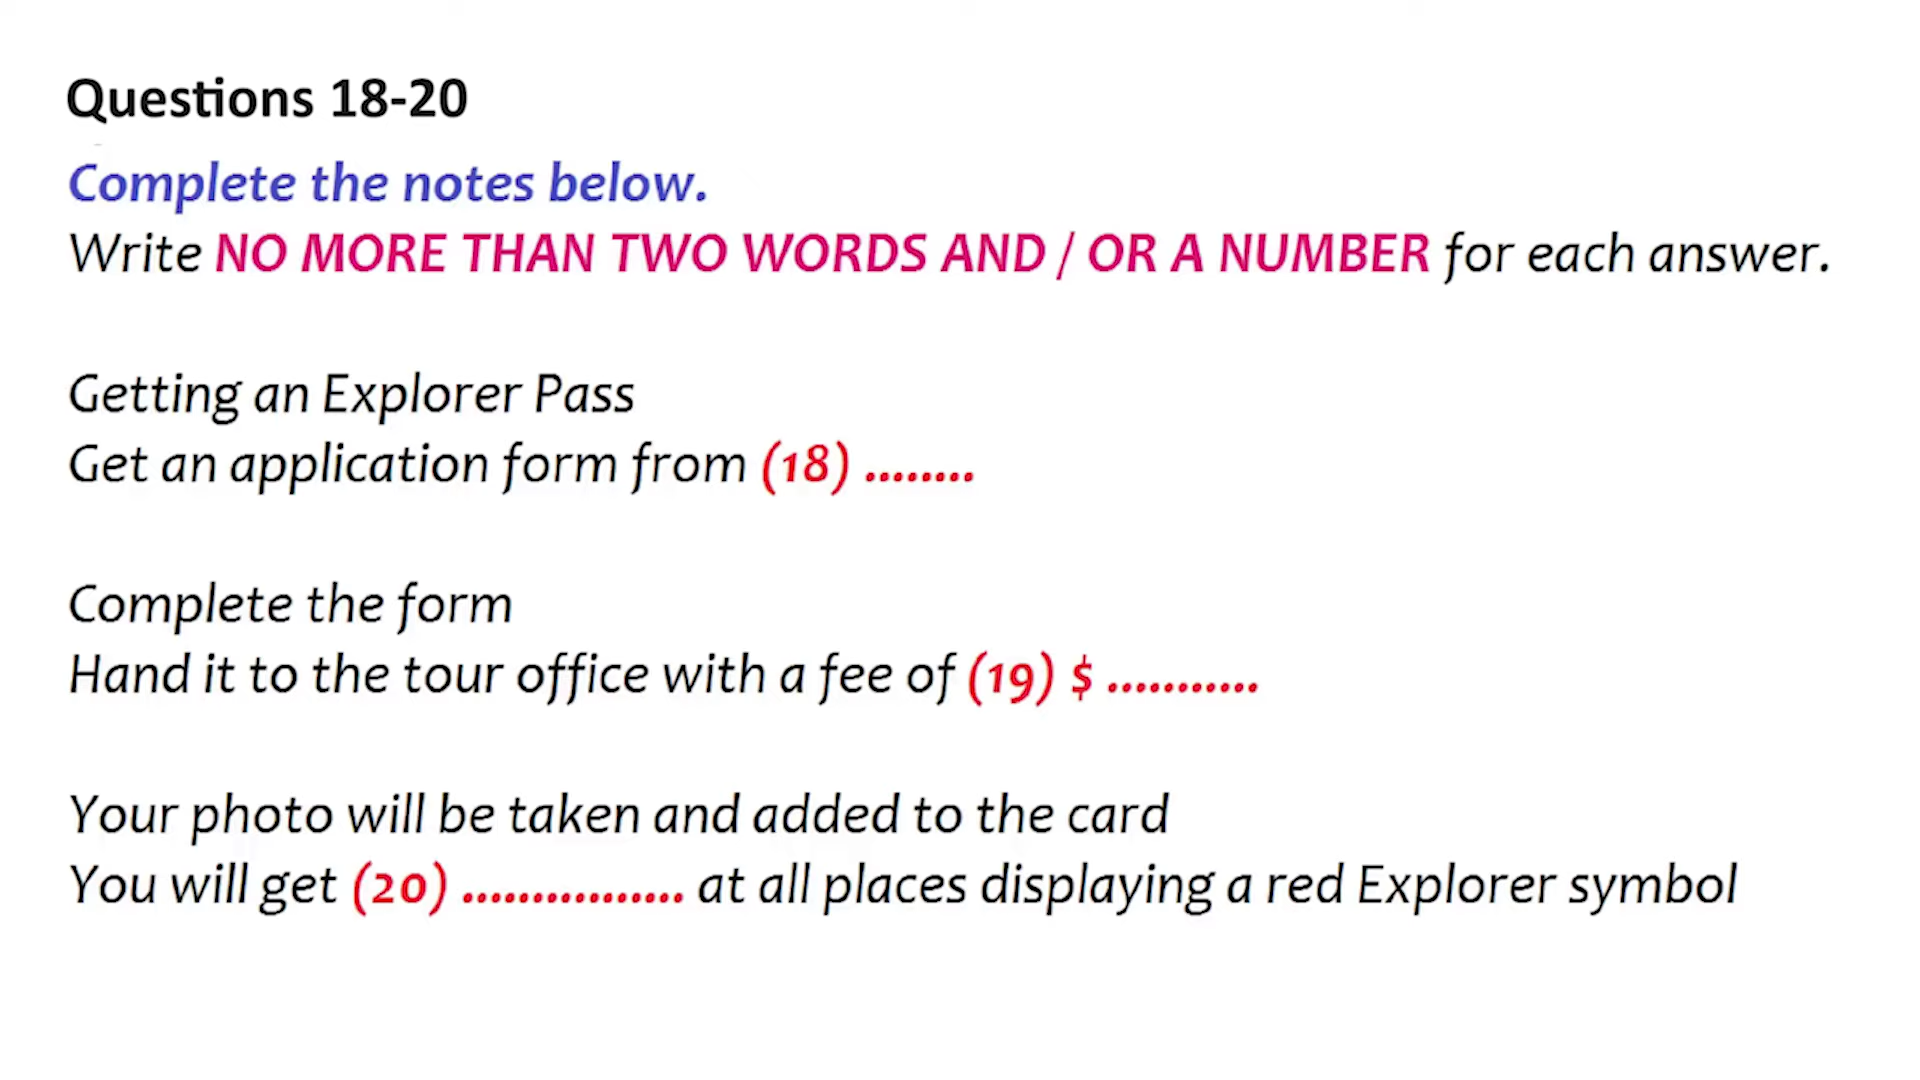 Questions 18-20
Complete the notes below.
Write NO MORE THAN TWO WORDS AND / OR A NUMBER for each answer.
Getting an Explorer Pass
Get an application form from (18) ........
Complete the form
Hand it to the tour office with a fee of (19) $ ...........
Your photo will be taken and added to the card
You will get (20) ................ at all places displaying a red Explorer symbol